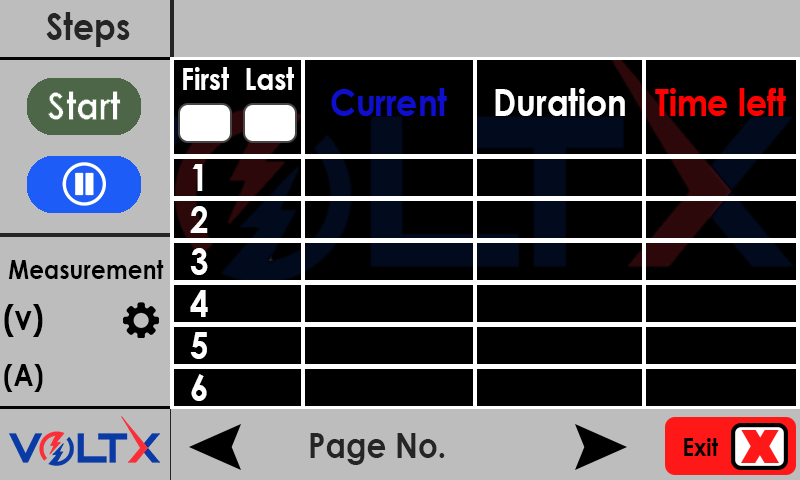 Steps
First Last
Current
Duration
Time left
Start
1
2
3
4
5
6
Measurement
(v)
(A)
VOLTX
Page No.
Exit X
VOLTX